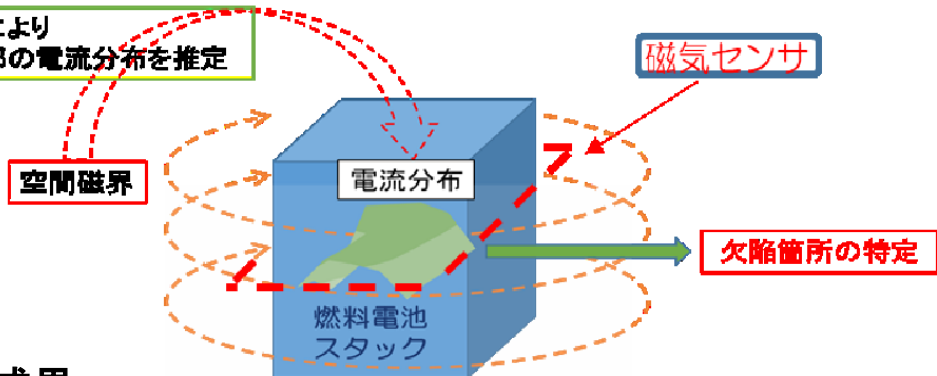 により
の電流分布を推定
磁気センサ
空間磁界
電流分布
欠陥箇所の特定
燃料電池
スタック